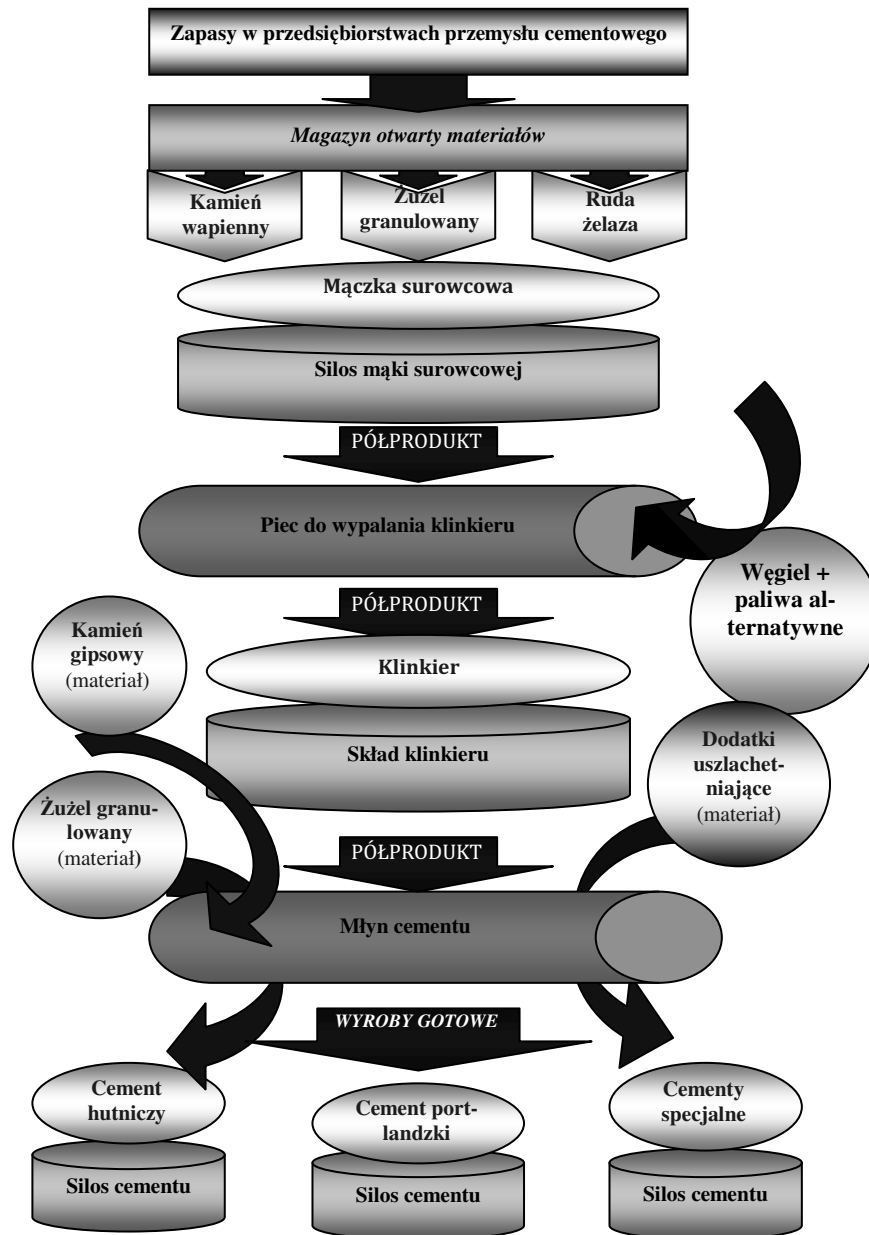 Zapasy w przedsiębiorstwach przemysłu cementowego
Magazyn otwarty materiałów
Kamień
wapienny
Żużel
granulowany
Ruda
żelaza
Mączka surowcowa
Silos mąki surowcowej
PÓŁPRODUKT
Piec do wypalania klinkieru
Węgiel +
paliwa al-
ternatywne
PÓŁPRODUKT
Kamień
gipsowy
(materiał)
Klinkier
Skład klinkieru
Dodatki
uszlachet-
niające
(materiał)
Żużel granu-
lowany
(materiał)
PÓŁPRODUKT
Młyn cementu
WYROBY GOTOWE
Cement
hutniczy
Cement port-
landzki
Cementy
specjalne
Silos cementu
Silos cementu
Silos cementu